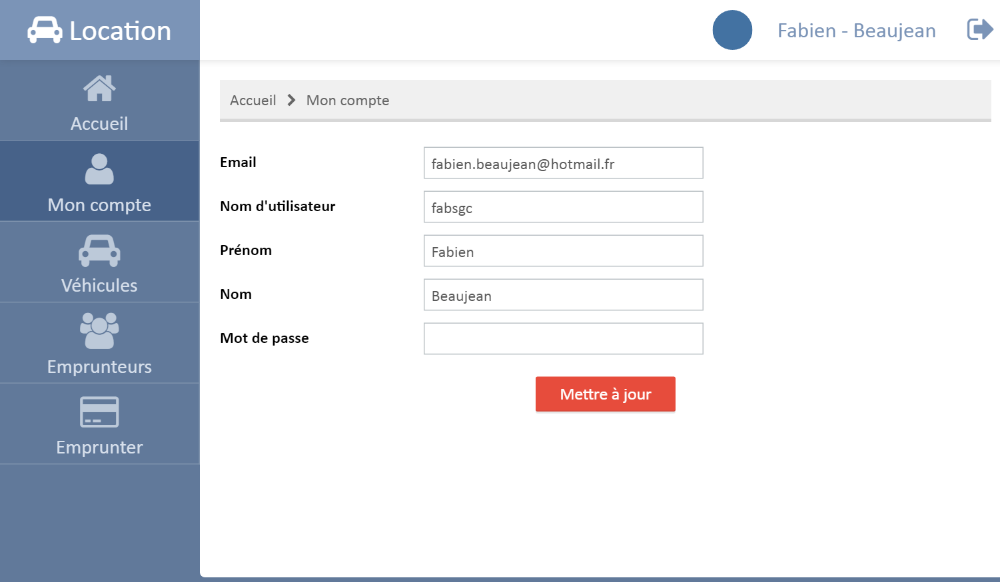 Location
Fabien - Beaujean
Accueil
Mon compte
Véhicules
Emprunteurs
Emprunter
Accueil Mon compte
Email fabien.beaujean@hotmail.fr
Nom d'utilisateur fabsgc
Prénom Fabien
Nom Beaujean
Mot de passe
Mettre à jour